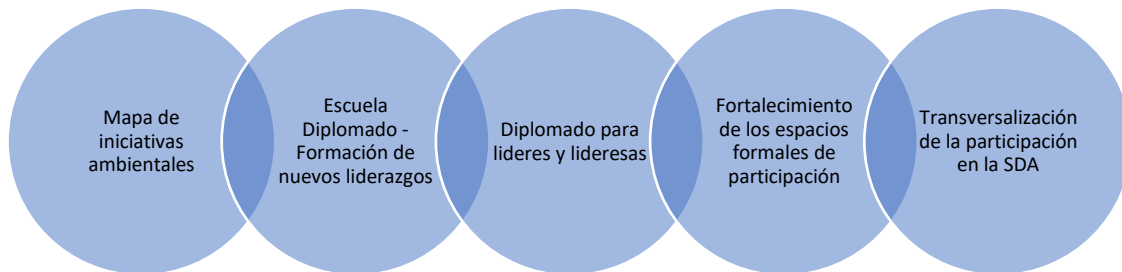 Mapa de
iniciativas
ambientales
Escuela
Diplomado -
Formación de
nuevos liderazgos
Diplomado para
lideres y lideresas
Fortalecimiento
de los espacios
formales de
participación
Transversalización
de la participación
en la SDA